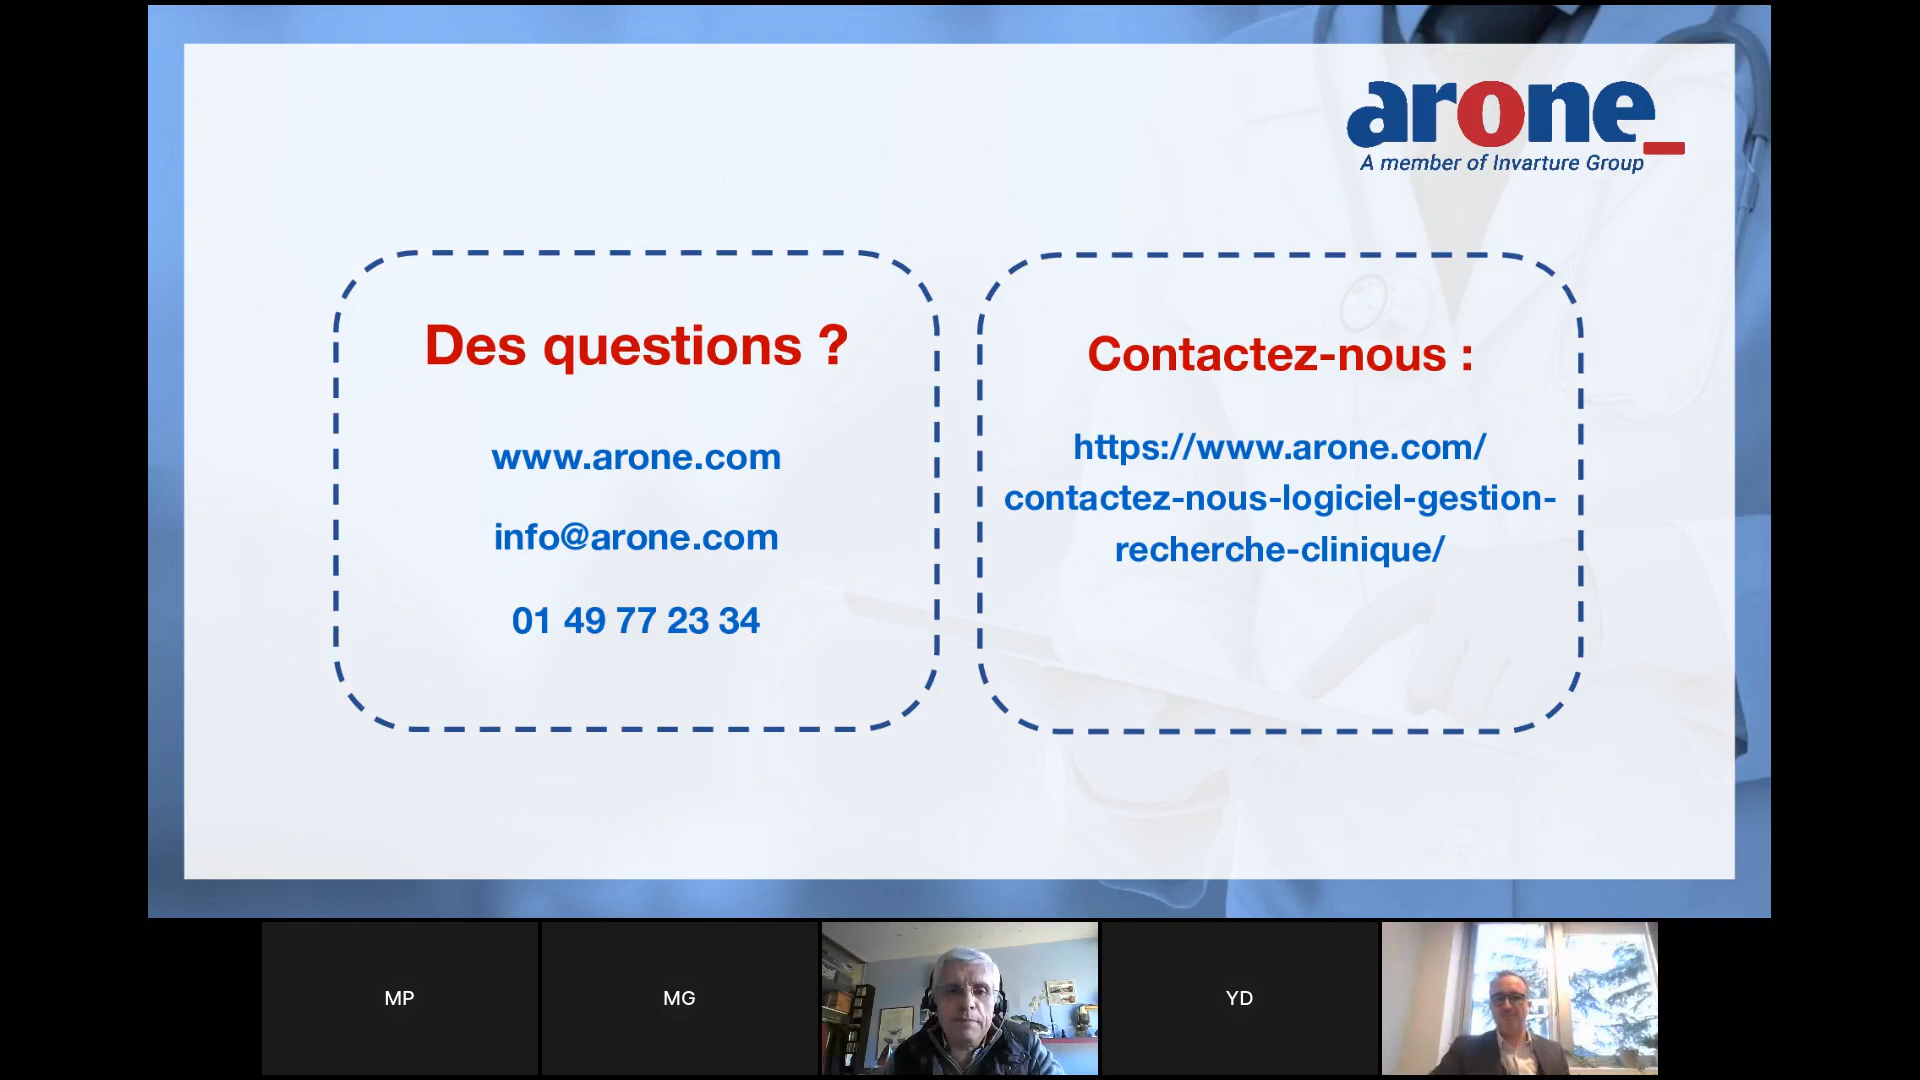 arone_
A member of Invarture Group
Des questions ?
www.arone.com
info@arone.com
01 49 77 23 34
Contactez-nous :
https://www.arone.com/
contactez-nous-logiciel-gestion-
recherche-clinique/
MP
MG
YD